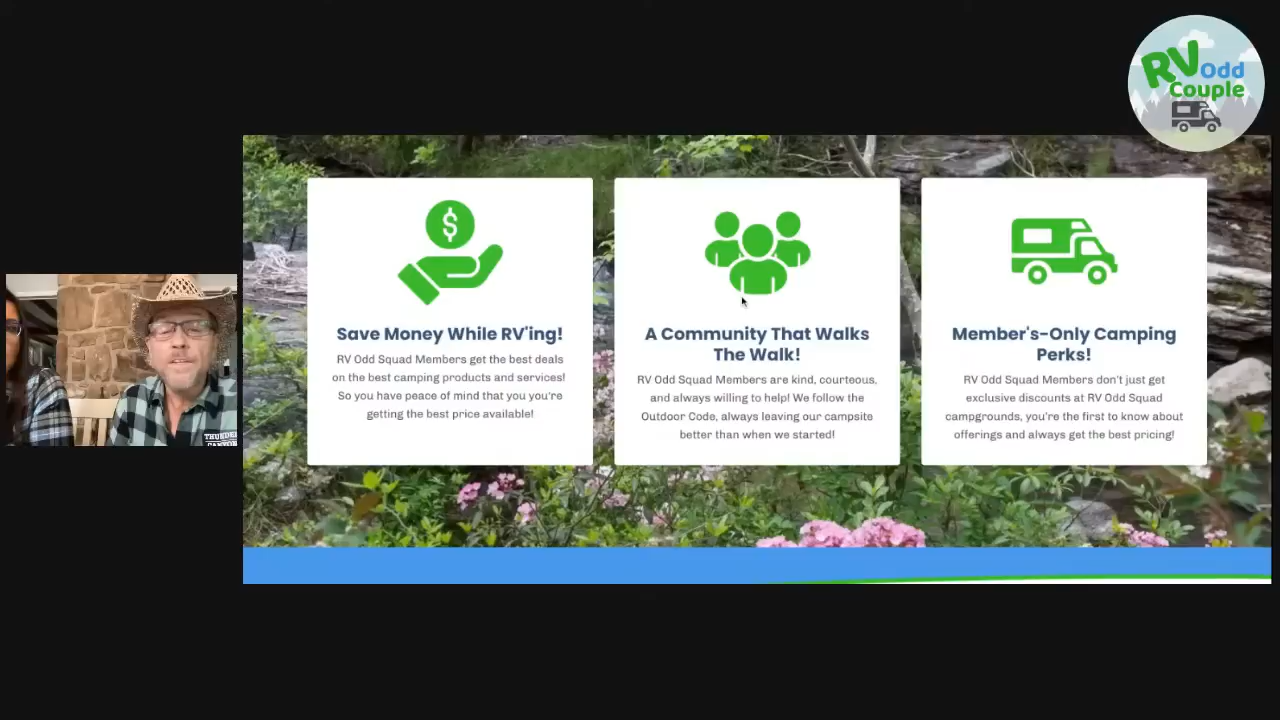 RV Odd
Couple
Save Money While RV'ing!
RV Odd Squad Members get the best deals
on the best camping products and services!
So you have peace of mind that you you're
getting the best price available!
A Community That Walks
The Walk!
RV Odd Squad Members are kind, courteous,
and always willing to help! We follow the
Outdoor Code, always leaving our campsite
better than when we started!
Member's-Only Camping
Perks!
RV Odd Squad Members don't just get
exclusive discounts at RV Odd Squad
campgrounds, you're the first to know about
offerings and always get the best pricing!
THUNDER
CANYON